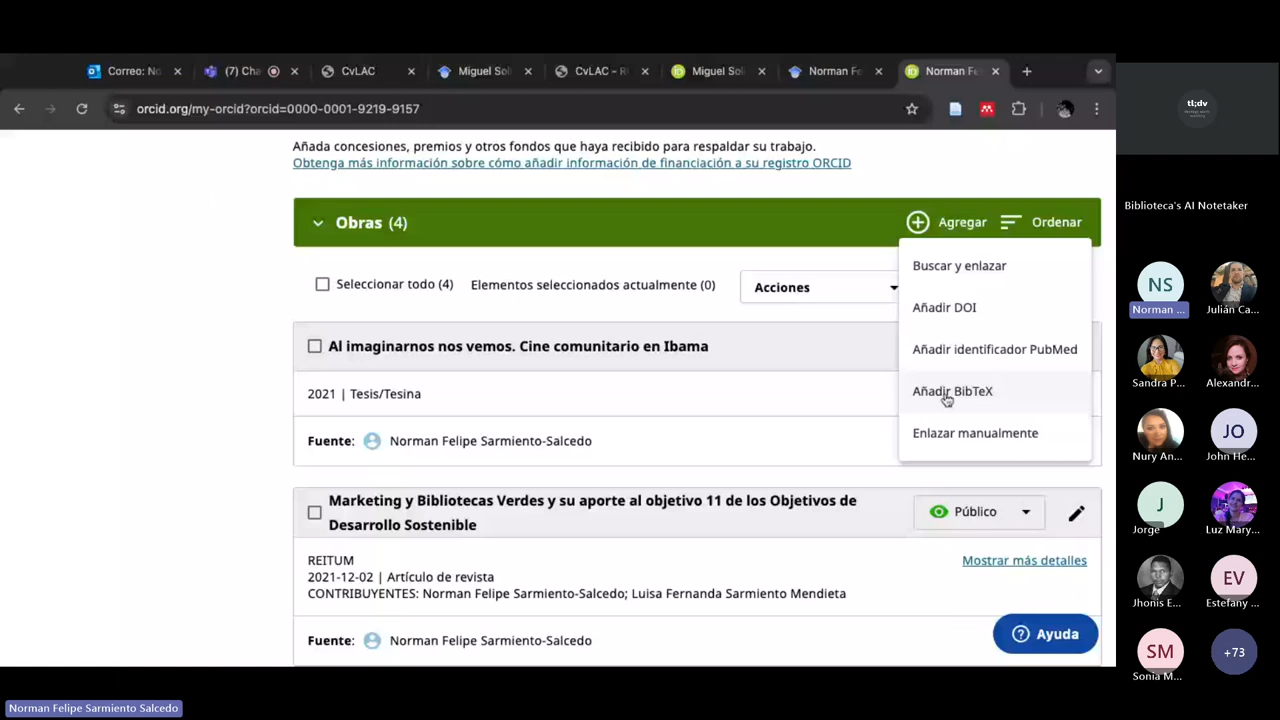 Correo: No
(7) Cha
CvLAC
Miguel Sol
CvLAC - R
Miguel Soli
Norman Fe
Norman Fe
orcid.org/my-orcid?orcid=0000-0001-9219-9157
Añada concesiones, premios y otros fondos que haya recibido para respaldar su trabajo.
Obtenga más información sobre cómo añadir información de financiación a su registro ORCID
Obras (4)
Agregar
Ordenar
Buscar y enlazar
Añadir DOI
Añadir identificador PubMed
Añadir BibTeX
Enlazar manualmente
Seleccionar todo (4)
Elementos seleccionados actualmente (0)
Acciones
Al imaginarnos nos vemos. Cine comunitario en Ibama
2021 | Tesis/Tesina
Fuente: Norman Felipe Sarmiento-Salcedo
Marketing y Bibliotecas Verdes y su aporte al objetivo 11 de los Objetivos de
Desarrollo Sostenible
Público
REITUM
Mostrar más detalles
2021-12-02 | Artículo de revista
CONTRIBUYENTES: Norman Felipe Sarmiento-Salcedo; Luisa Fernanda Sarmiento Mendieta
Fuente: Norman Felipe Sarmiento-Salcedo
Ayuda
tl;dv
Biblioteca's AI Notetaker
NS
Norman ...
Julián Ca...
Sandra P...
Alexandr...
JO
Nury An...
John He...
J
Jorge
Luz Mary...
EV
Jhonis E...
Estefany ...
SM
+73
Sonia M...
Norman Felipe Sarmiento Salcedo